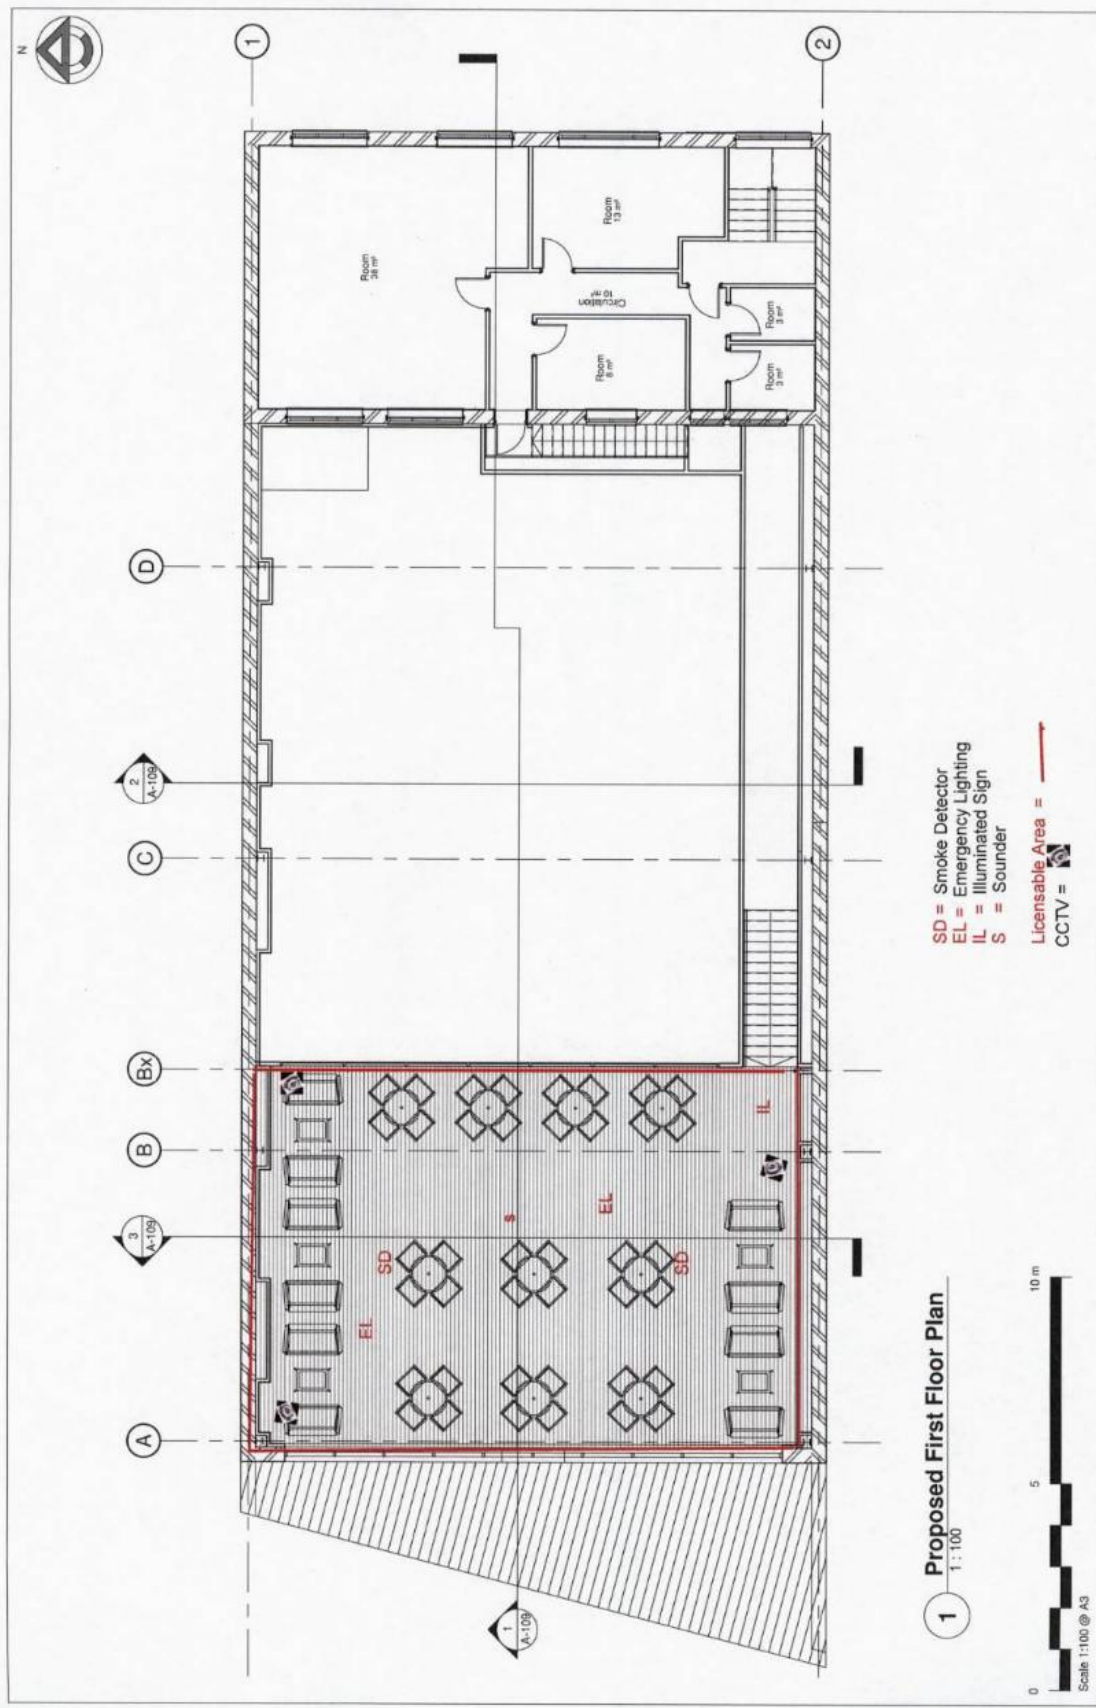 N
1
2
Room
38 m²
Room
13 m²
Circulation
10 m²
Room
8 m²
Room
3 m²
Room
3 m²
D
2
A-109
C
Bx
B
3
A-109
A
IL
EL
s
SD
SD
EL
1
A-109
SD = Smoke Detector
EL = Emergency Lighting
IL = Illuminated Sign
S = Sounder
Licensable Area =
CCTV =
1
Proposed First Floor Plan
1 : 100
0
5
10 m
Scale 1:100 @ A3